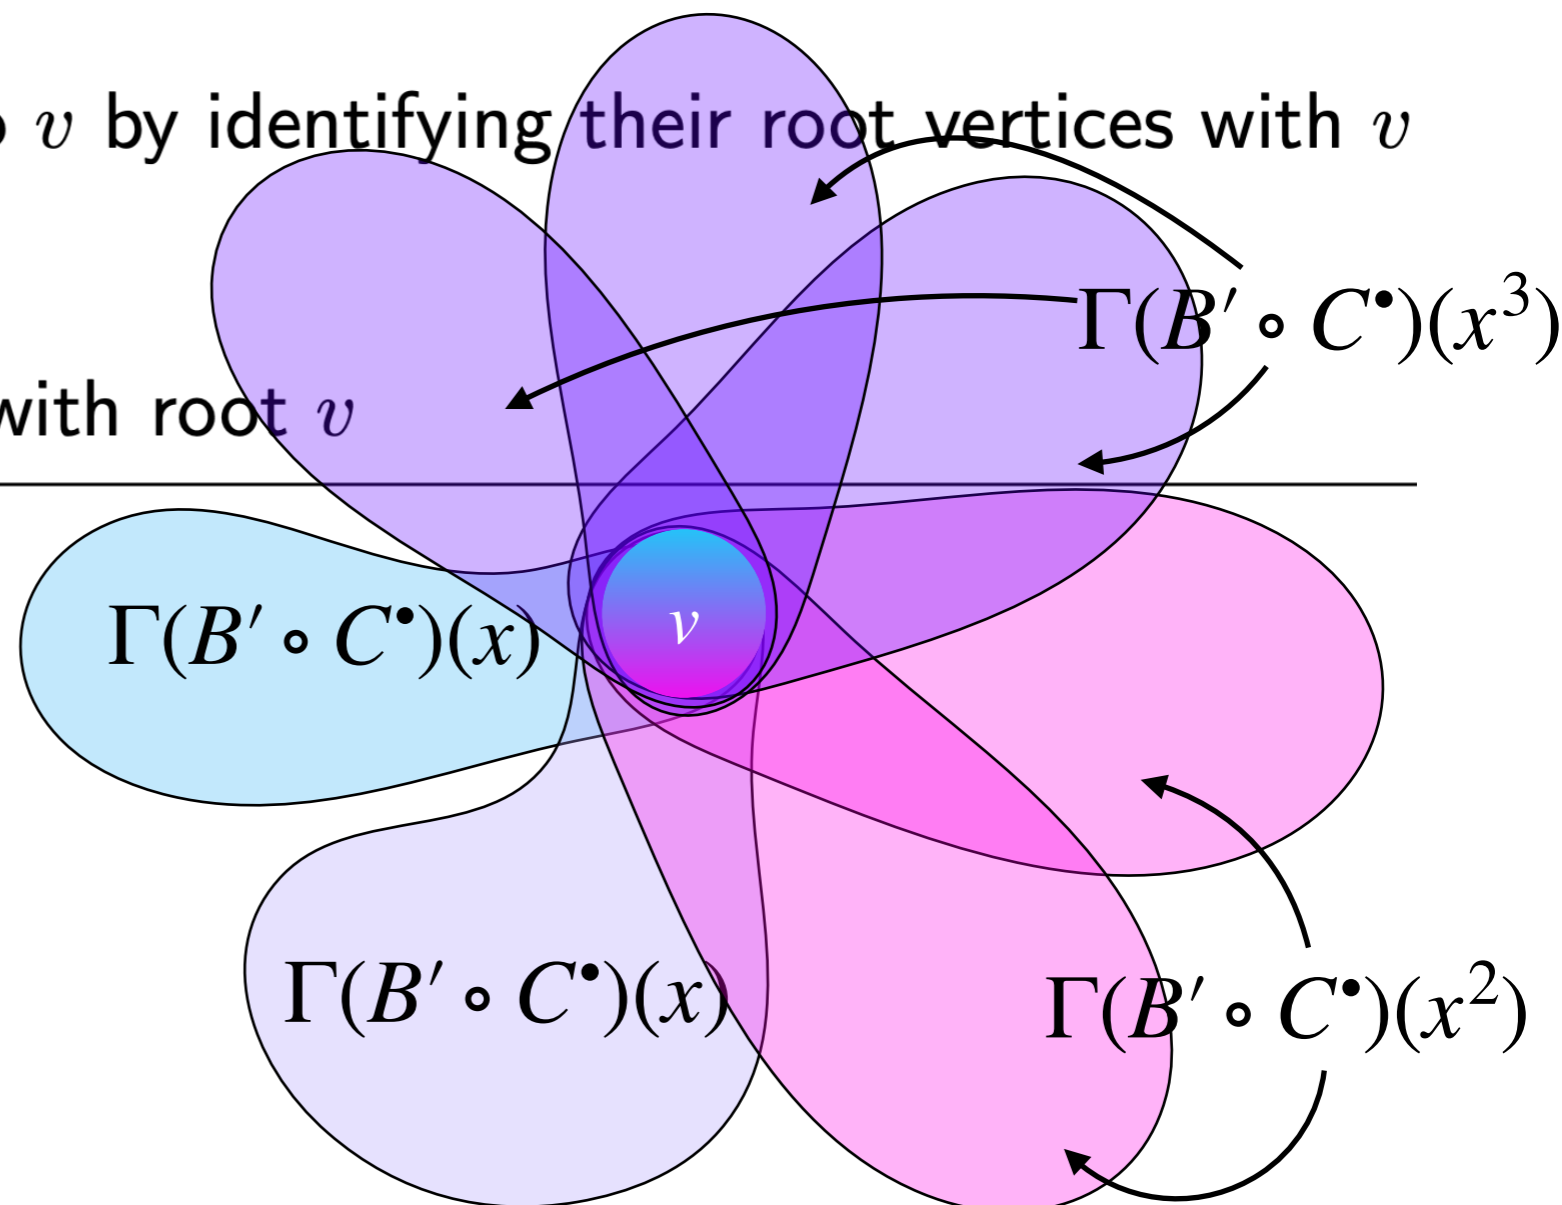 v by identifying their root vertices with v
Γ(B′ ∘ C•)(x³)
with root v
Γ(B′ ∘ C•)(x)
v
Γ(B′ ∘ C•)(x)
Γ(B′ ∘ C•)(x²)